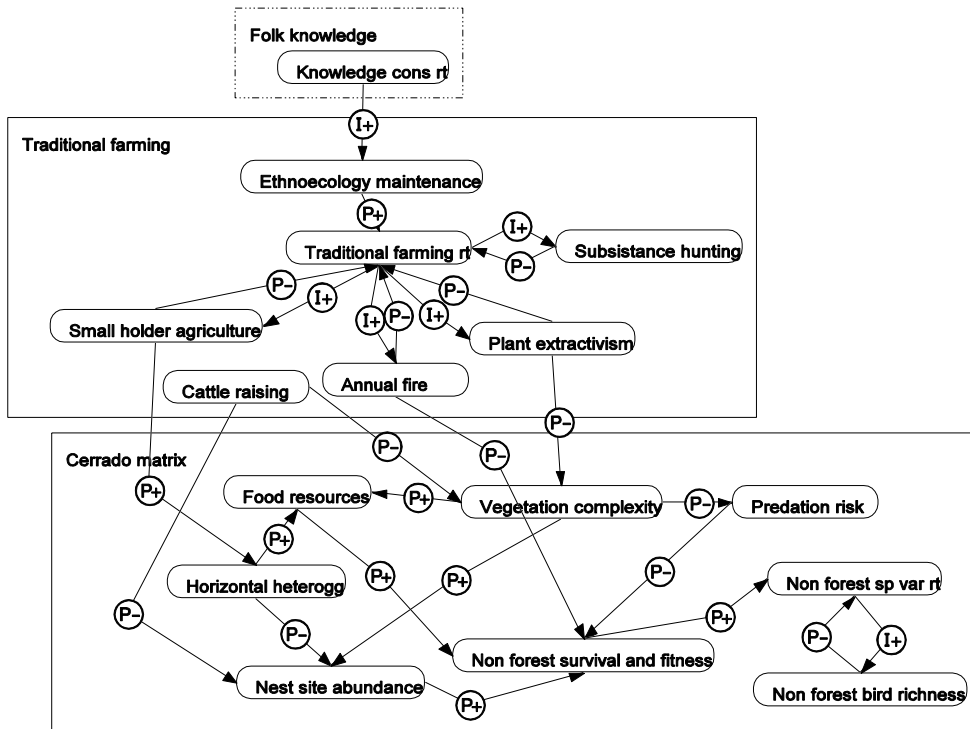 Folk knowledge
Knowledge cons rt
I+
Traditional farming
Ethnoecology maintenance
P+
Traditional farming rt
I+
P−
Subsistance hunting
P−
I+
I+
P−
I+
P−
Small holder agriculture
Plant extractivism
Cattle raising
Annual fire
P−
P−
P−
Cerrado matrix
P+
Food resources
P+
Vegetation complexity
P−
Predation risk
P+
Horizontal heterogg
P+
P+
P−
Non forest sp var rt
P−
P−
P+
P−
I+
Non forest survival and fitness
Nest site abundance
P+
Non forest bird richness